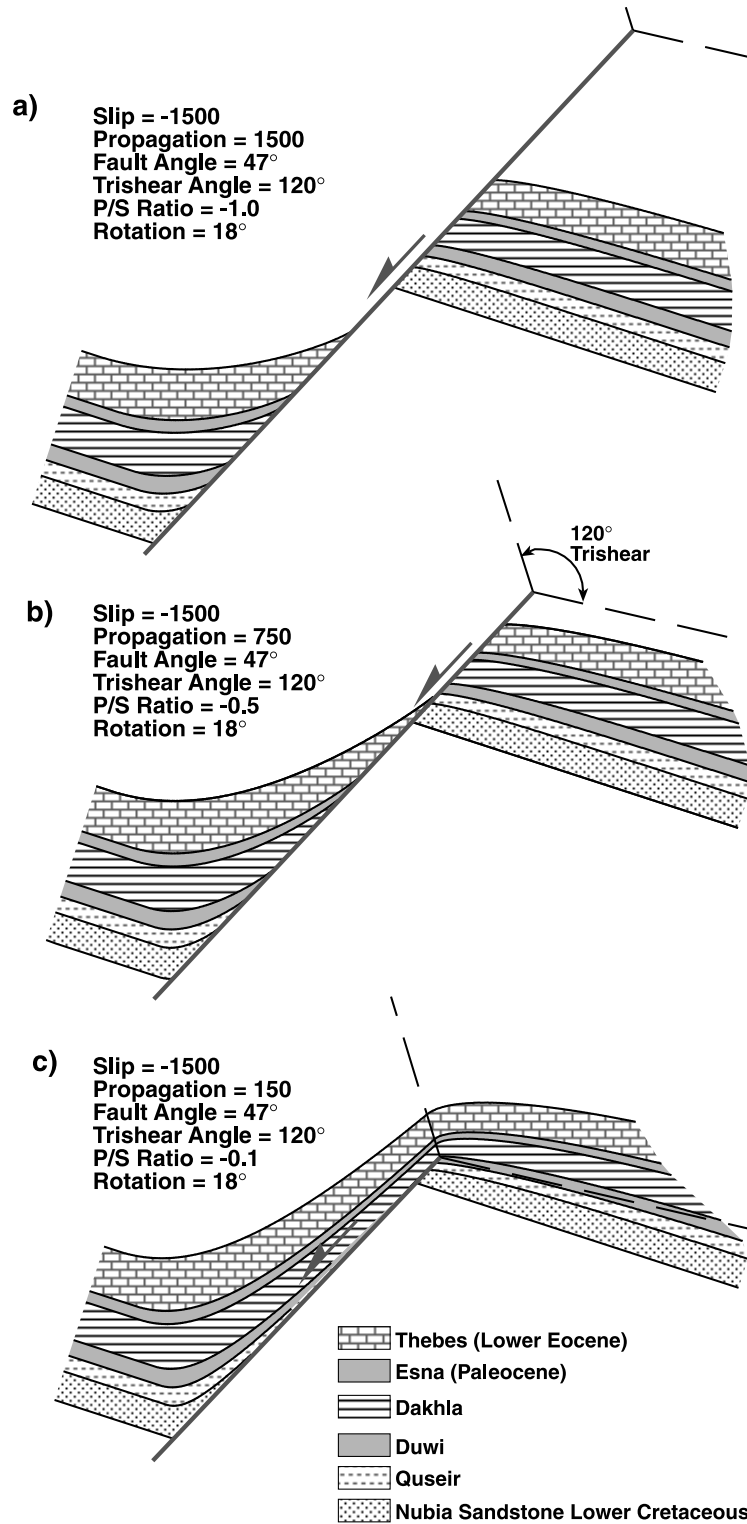 a)
Slip = -1500
Propagation = 1500
Fault Angle = 47°
Trishear Angle = 120°
P/S Ratio = -1.0
Rotation = 18°
120°
Trishear
b)
Slip = -1500
Propagation = 750
Fault Angle = 47°
Trishear Angle = 120°
P/S Ratio = -0.5
Rotation = 18°
c)
Slip = -1500
Propagation = 150
Fault Angle = 47°
Trishear Angle = 120°
P/S Ratio = -0.1
Rotation = 18°
Thebes (Lower Eocene)
Esna (Paleocene)
Dakhla
Duwi
Quseir
Nubia Sandstone Lower Cretaceous